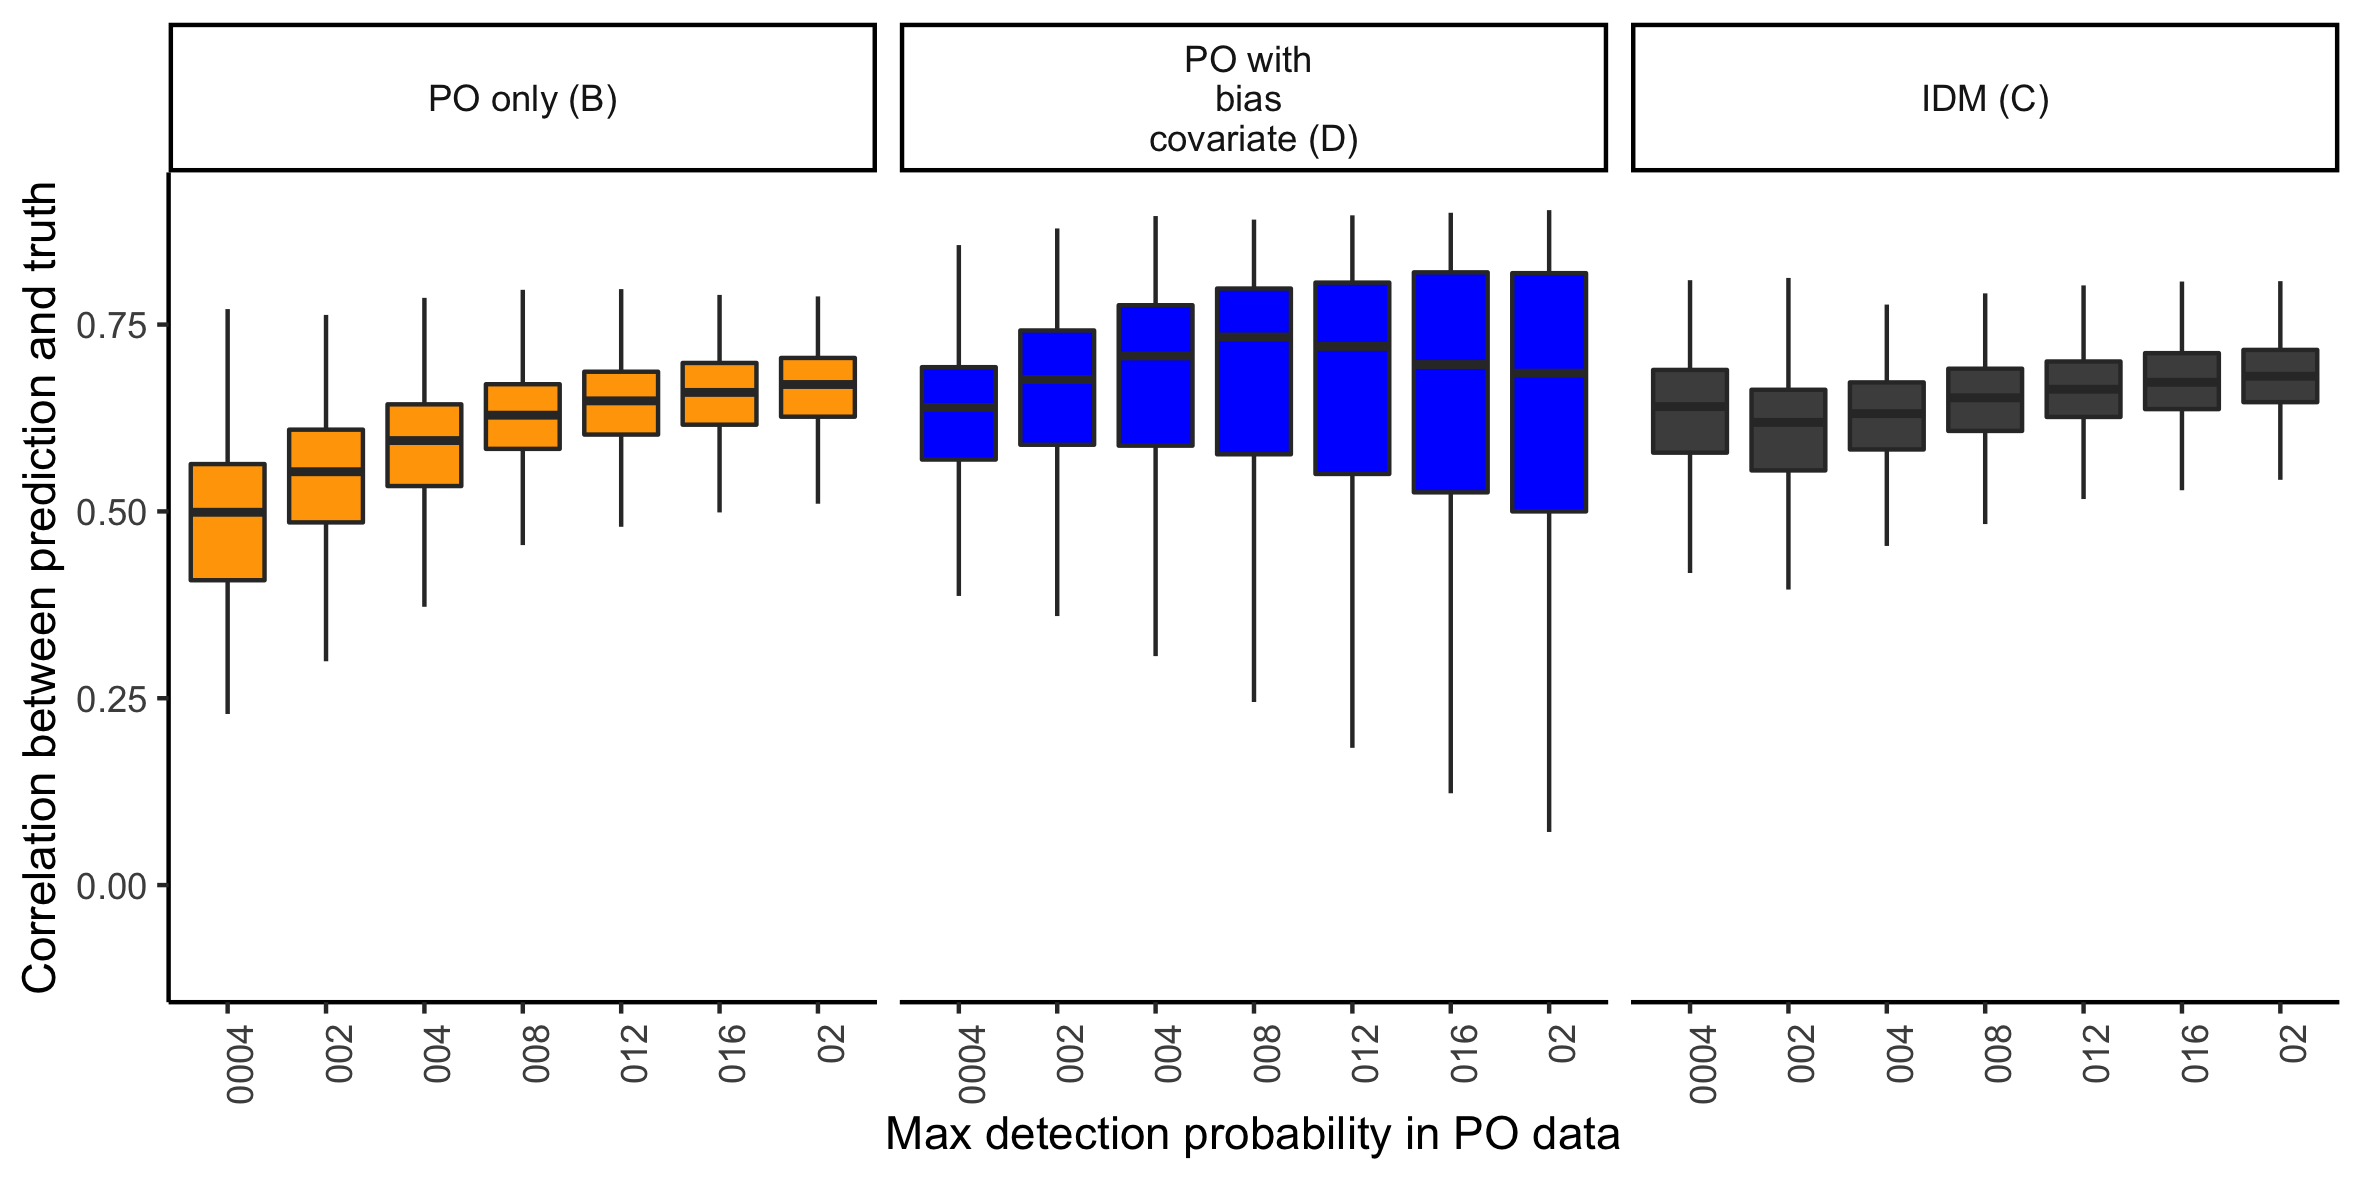 PO only (B)
PO with
bias
covariate (D)
IDM (C)
Correlation between prediction and truth
0.75
0.50
0.25
0.00
0004 002 004 008 012 016 02
0004 002 004 008 012 016 02
0004 002 004 008 012 016 02
Max detection probability in PO data